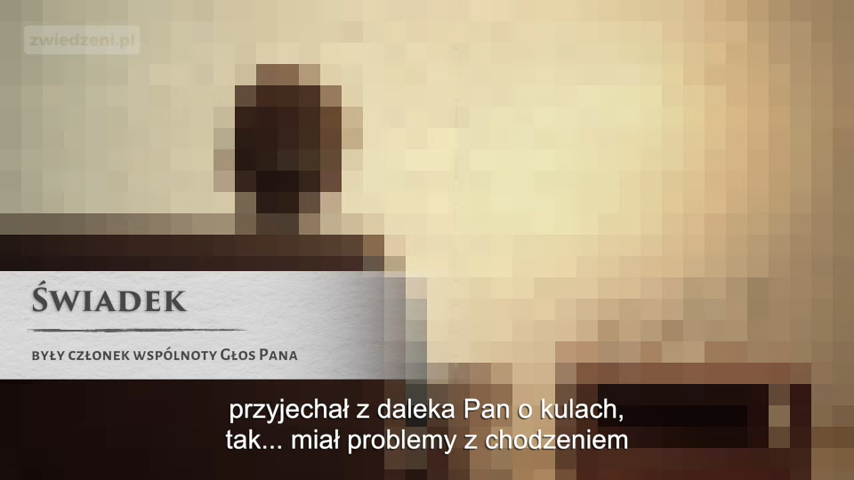 zwiedzeni.pl
Świadek
były członek wspólnoty Głos Pana
przyjechał z daleka Pan o kulach,
tak... miał problemy z chodzeniem